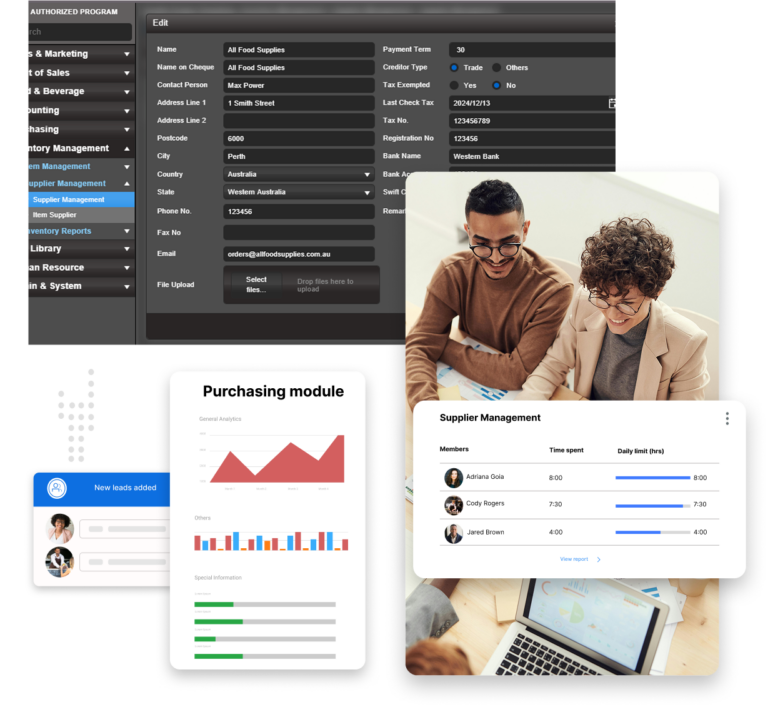 AUTHORIZED PROGRAM
rch
s & Marketing
t of Sales
d & Beverage
ounting
hasing
ntory Management
em Management
upplier Management
Supplier Management
Item Supplier
nventory Reports
Library
an Resource
in & System
Edit
Name All Food Supplies Payment Term 30
Name on Cheque All Food Supplies Creditor Type Trade Others
Contact Person Max Power Tax Exempted Yes No
Address Line 1 1 Smith Street Last Check Tax 2024/12/13
Address Line 2 Tax No. 123456789
Postcode 6000 Registration No 123456
City Perth Bank Name Western Bank
Country Australia Bank Ac
State Western Australia Swift C
Phone No. 123456 Remar
Fax No
Email orders@allfoodsupplies.com.au
File Upload Select files... Drop files here to upload
Purchasing module
General Analytics
Others
Special Information
New leads added
Supplier Management
Members Time spent Daily limit (hrs)
Adriana Goia 8:00 8:00
Cody Rogers 7:30 7:30
Jared Brown 4:00 4:00
View report